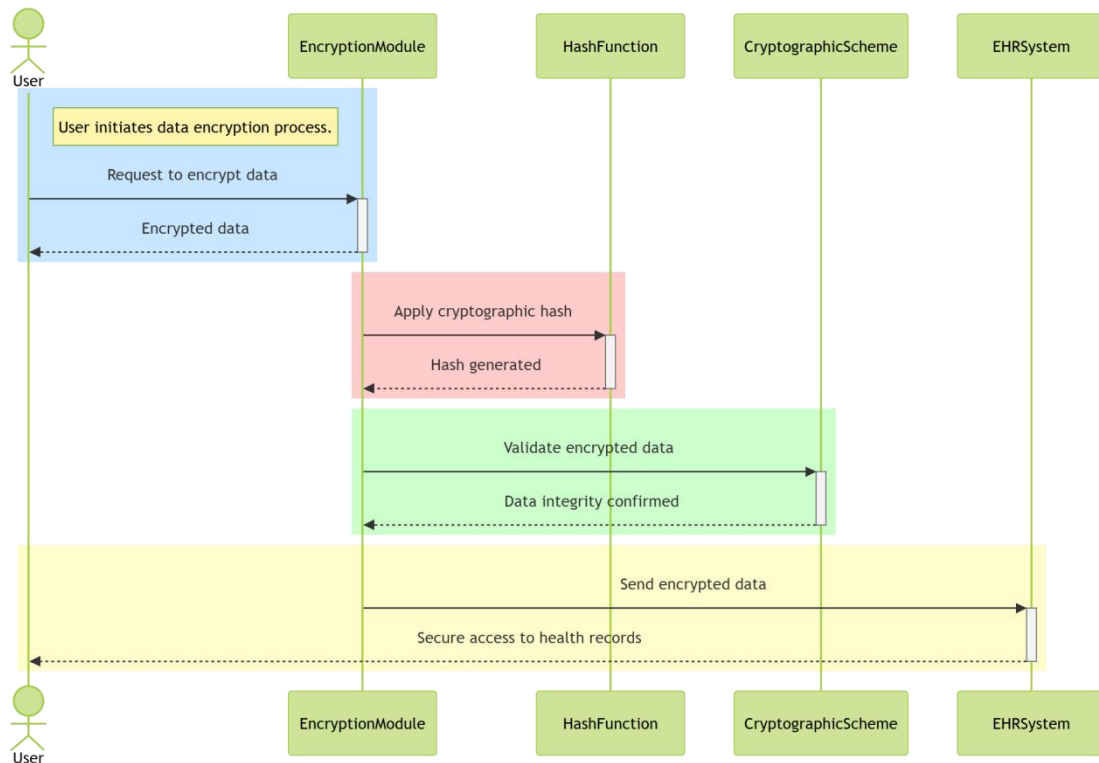 EncryptionModule
HashFunction
CryptographicScheme
EHRSystem
User
User initiates data encryption process.
Request to encrypt data
Encrypted data
Apply cryptographic hash
Hash generated
Validate encrypted data
Data integrity confirmed
Send encrypted data
Secure access to health records
EncryptionModule
HashFunction
CryptographicScheme
EHRSystem
User